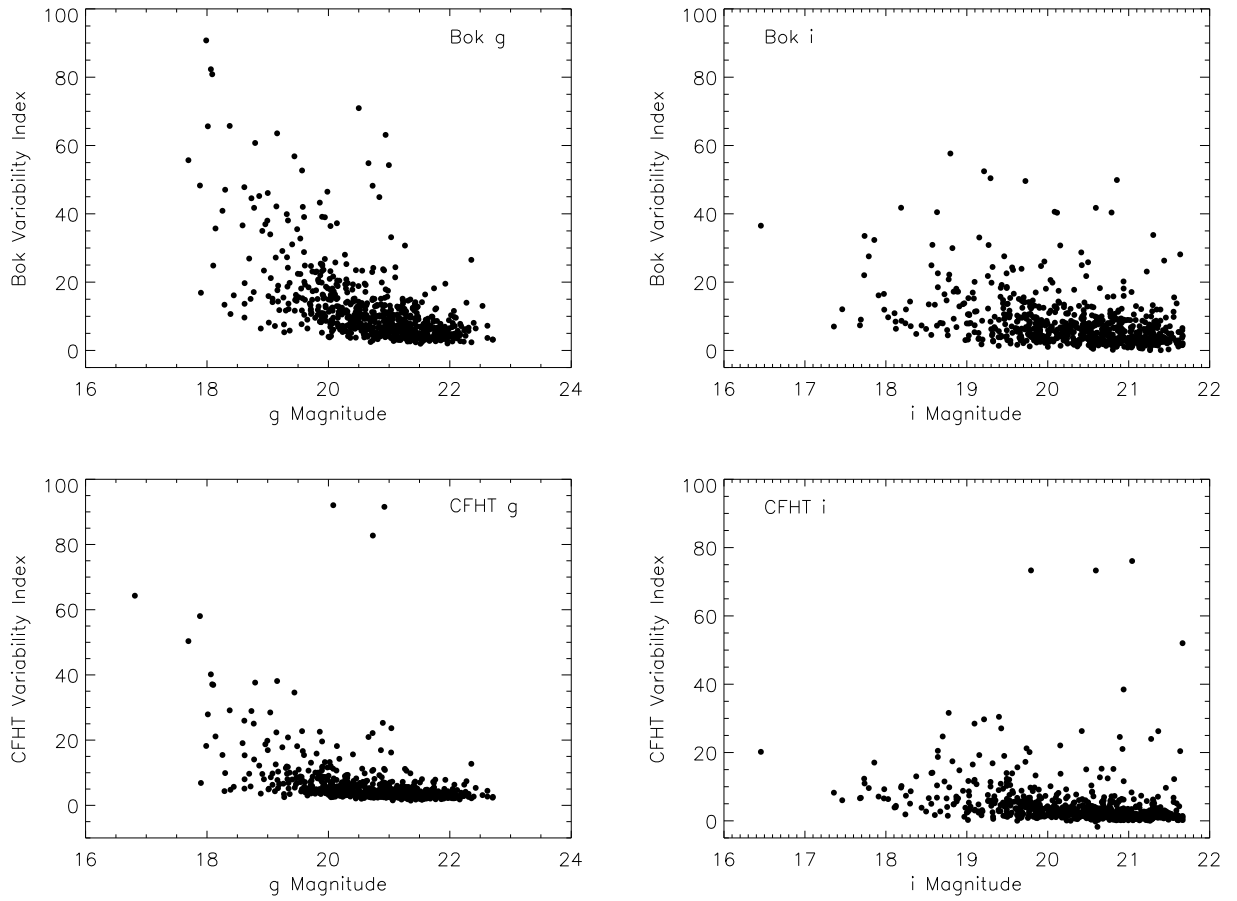 Bok g
100
80
60
40
20
0
Bok Variability Index
16 18 20 22 24
g Magnitude
Bok i
100
80
60
40
20
0
Bok Variability Index
16 17 18 19 20 21 22
i Magnitude
CFHT g
100
80
60
40
20
0
CFHT Variability Index
16 18 20 22 24
g Magnitude
CFHT i
100
80
60
40
20
0
CFHT Variability Index
16 17 18 19 20 21 22
i Magnitude